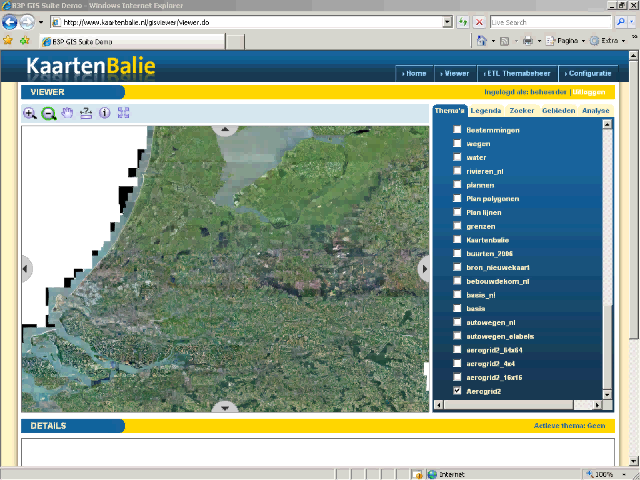 B3P GIS Suite Demo - Windows Internet Explorer
http://www.kaartenbalie.nl/gisviewer/viewer.do
Live Search
B3P GIS Suite Demo
Pagina
Extra
KaartenBalie
Home
Viewer
ETL Themabeheer
Configuratie
VIEWER
Ingelogd als: beheerder | Uitloggen
Thema's Legenda Zoeker Gebieden Analyse
Bestemmingen
wegen
water
rivieren_nl
plannen
Plan polygonen
Plan lijnen
grenzen
Kaartenbalie
buurten_2006
bron_nieuwekaart
bebouwdekom_nl
basis_nl
basis
autowegen_nl
autowegen_elabels
aerogrid2_64x64
aerogrid2_4x4
aerogrid2_16x16
Aerogrid2
DETAILS
Actieve thema: Geen
Internet
100%